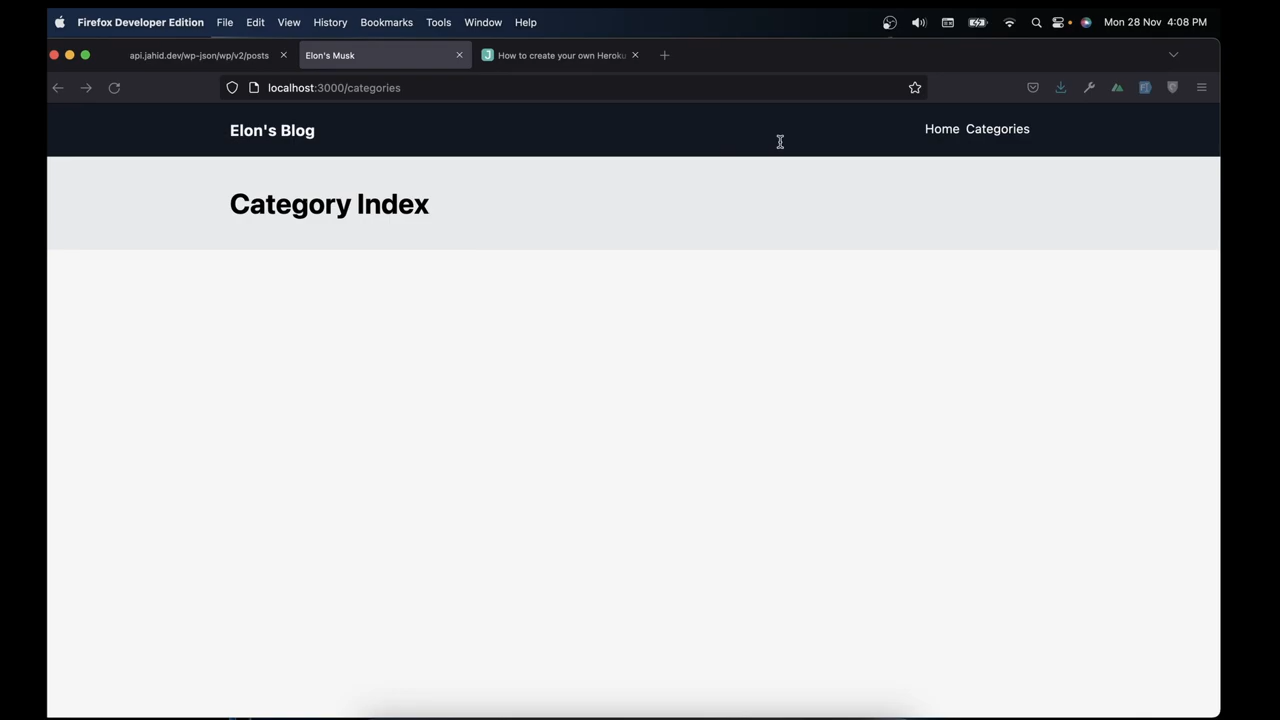 Firefox Developer Edition File Edit View History Bookmarks Tools Window Help Mon 28 Nov 4:08 PM
api.jahid.dev/wp-json/wp/v2/posts Elon's Musk How to create your own Heroku
localhost:3000/categories
Elon's Blog Home Categories
Category Index